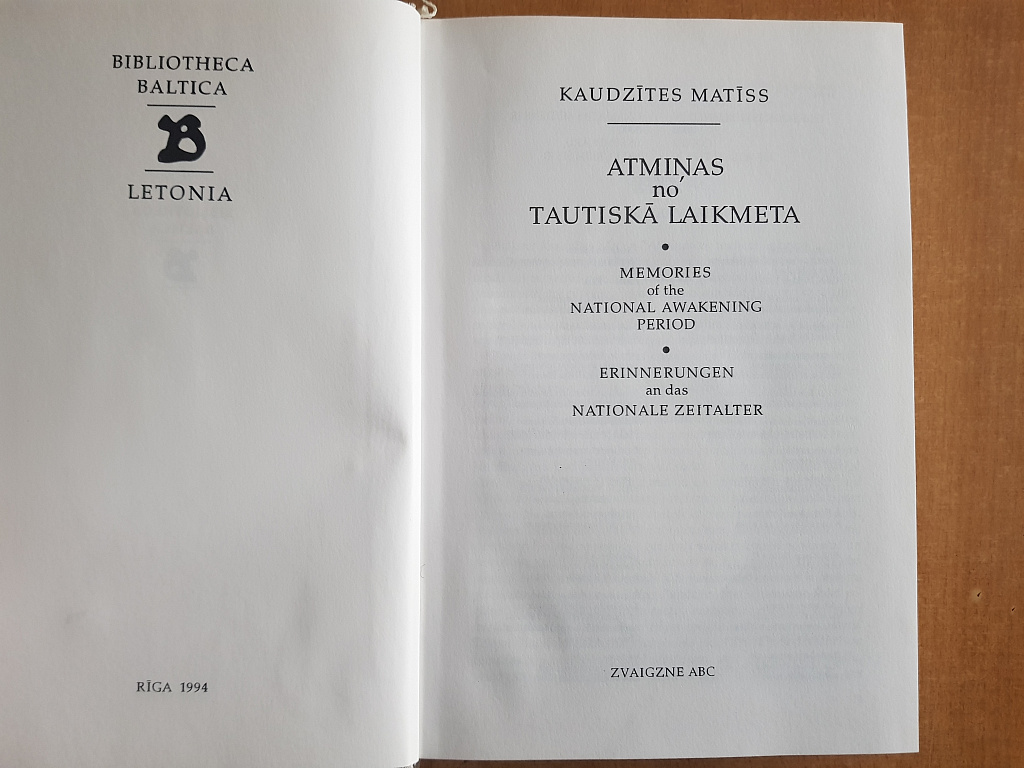 BIBLIOTHECA
BALTICA
B
LETONIA
RĪGA 1994
KAUDZĪTES MATĪSS
ATMIŅAS
no
TAUTISKĀ LAIKMETA
MEMORIES
of the
NATIONAL AWAKENING
PERIOD
ERINNERUNGEN
an das
NATIONALE ZEITALTER
ZVAIGZNE ABC